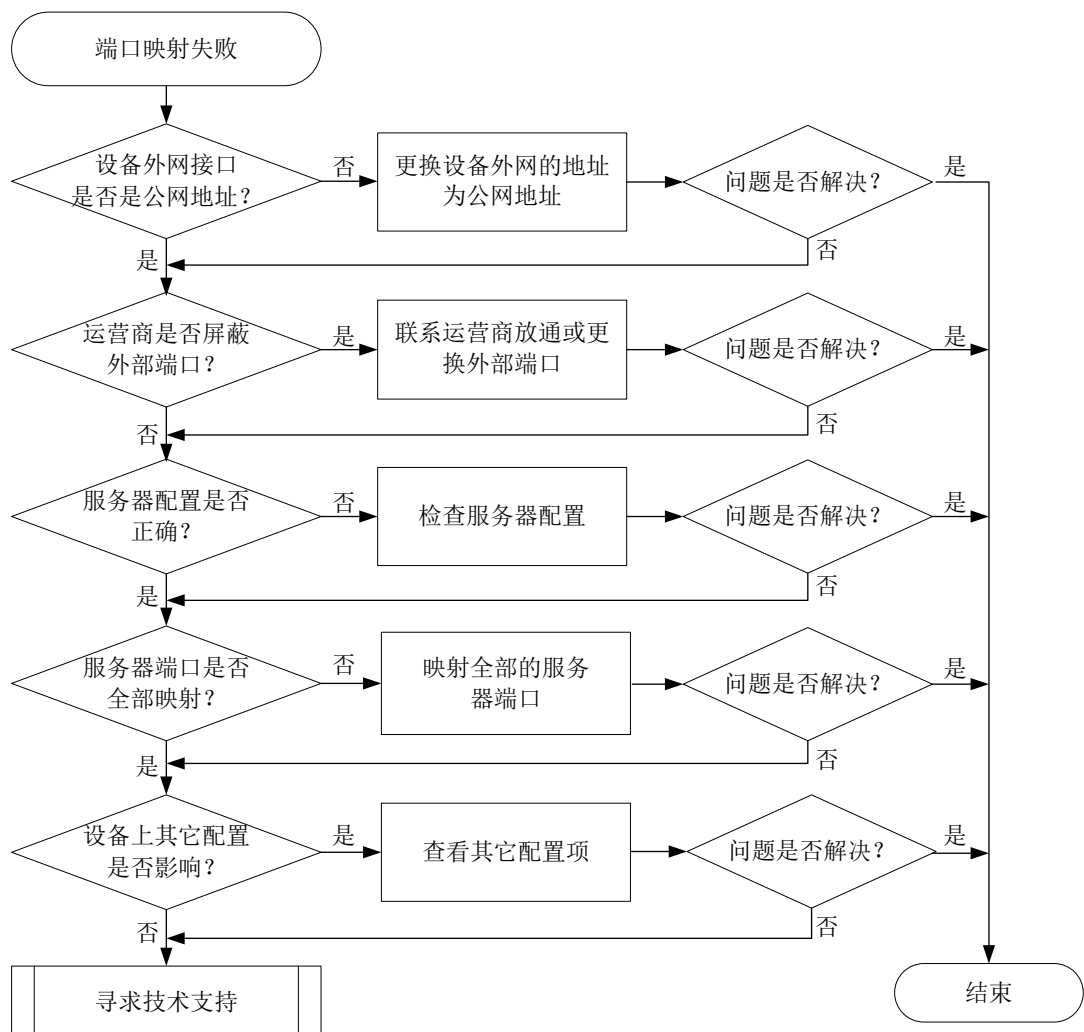 端口映射失败
设备外网接口
是否是公网地址？
否
更换设备外网的地址
为公网地址
问题是否解决？
是
是
否
运营商是否屏蔽
外部端口？
是
联系运营商放通或更
换外部端口
问题是否解决？
是
否
否
服务器配置是否
正确？
否
检查服务器配置
问题是否解决？
是
是
否
服务器端口是否
全部映射？
否
映射全部的服务
器端口
问题是否解决？
是
是
否
设备上其它配置
是否影响？
是
查看其它配置项
问题是否解决？
是
否
否
寻求技术支持
结束